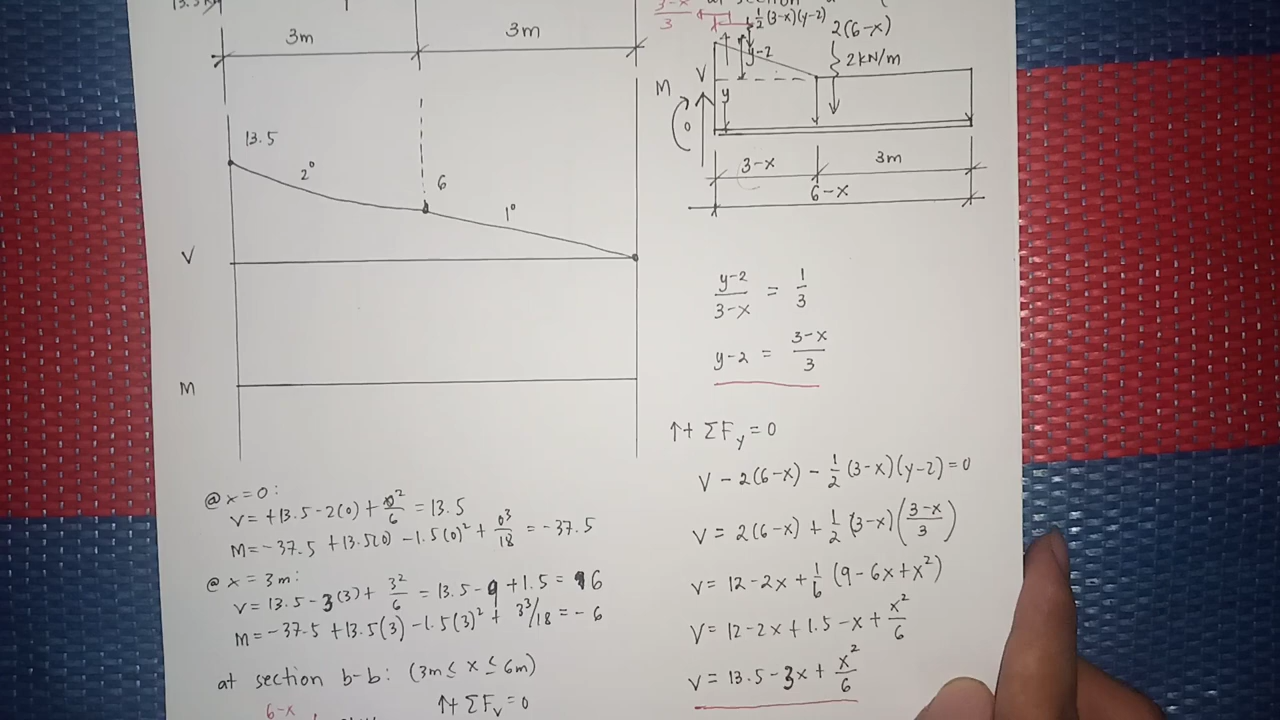 3m
3m
13.5
2°
6
1°
V
M
@ x = 0:
V = +13.5 - 2(0) + 0²/6 = 13.5
M = -37.5 + 13.5(0) - 1.5(0)² + 0³/18 = -37.5
@ x = 3m:
V = 13.5 - 3(3) + 3²/6 = 13.5 - 9 + 1.5 = 6
M = -37.5 + 13.5(3) - 1.5(3)² + 3³/18 = -6
at section b-b: (3m ≤ x ≤ 6m)
6-x
↑+ ΣFy = 0
3-x/3
1/2(3-x)(y-2)
2(6-x)
y-2
2kN/m
M
V
y
0
3-x
3m
6-x
y-2/3-x = 1/3
y-2 = 3-x/3
↑+ ΣFy = 0
V - 2(6-x) - 1/2(3-x)(y-2) = 0
V = 2(6-x) + 1/2(3-x)(3-x/3)
V = 12 - 2x + 1/6(9 - 6x + x²)
V = 12 - 2x + 1.5 - x + x²/6
V = 13.5 - 3x + x²/6